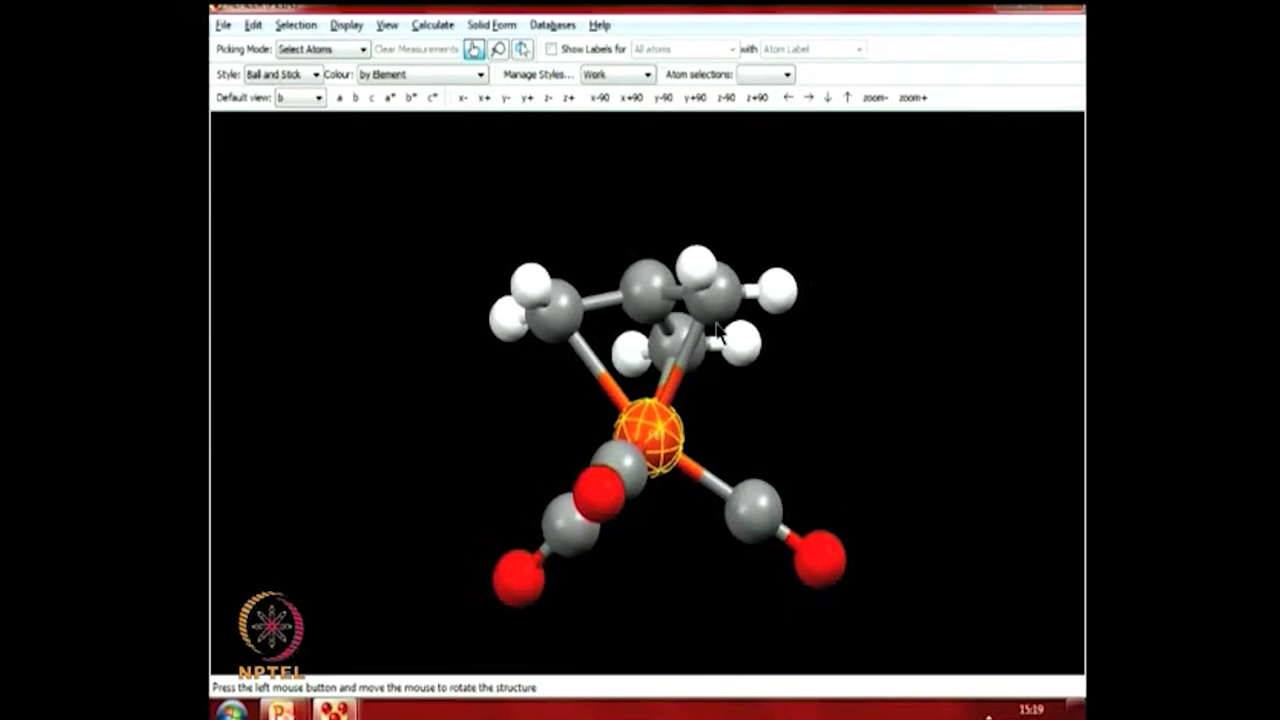 File Edit Selection Display View Calculate Solid Form Databases Help
Picking Mode: Select Atoms Clear Measurements Show Labels for All atoms with Atom Label
Style: Ball and Stick Colour: by Element Manage Styles... Work Atom selections:
Default view: b a b c a* b* c* x- x+ y- y+ z- z+ x-90 x+90 y-90 y+90 z-90 z+90 ← → ↓ ↑ zoom- zoom+
NPTEL
Press the left mouse button and move the mouse to rotate the structure
15:19